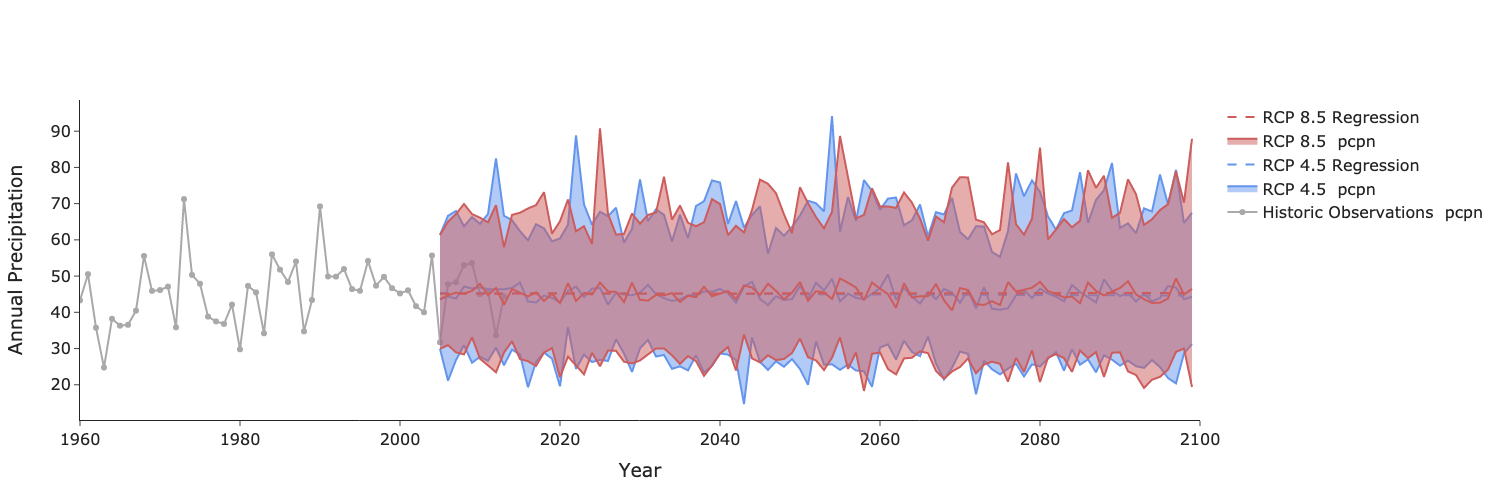 Annual Precipitation
90
80
70
60
50
40
30
20
1960
1980
2000
2020
2040
2060
2080
2100
Year
RCP 8.5 Regression
RCP 8.5 pcpn
RCP 4.5 Regression
RCP 4.5 pcpn
Historic Observations pcpn